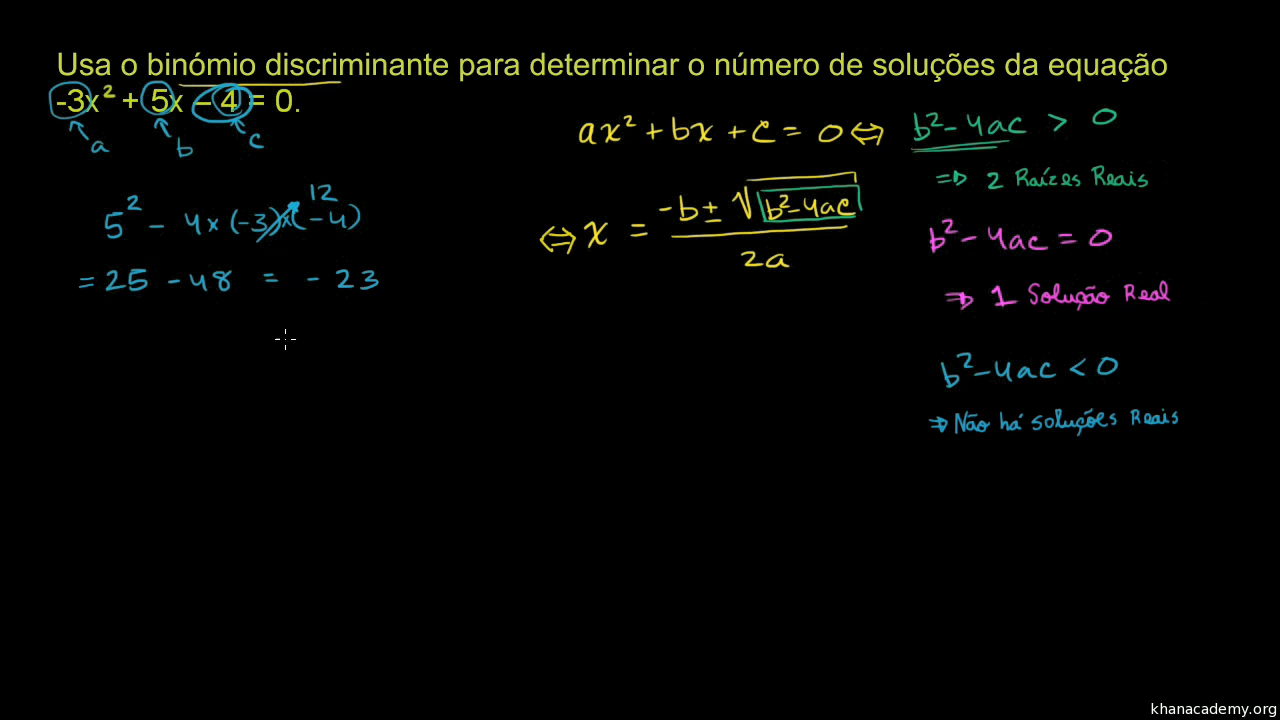 Usa o binómio discriminante para determinar o número de soluções da equação
-3x² + 5x – 4 = 0.
a b c
5² - 4 × (-3) × (-4)
12
= 25 - 48 = - 23
ax² + bx + c = 0 ⇔
⇔ x = -b ± √b²-4ac
2a
b² - 4ac > 0
⇒ 2 Raízes Reais
b² - 4ac = 0
⇒ 1 Solução Real
b² - 4ac < 0
⇒ Não há soluções Reais
khanacademy.org